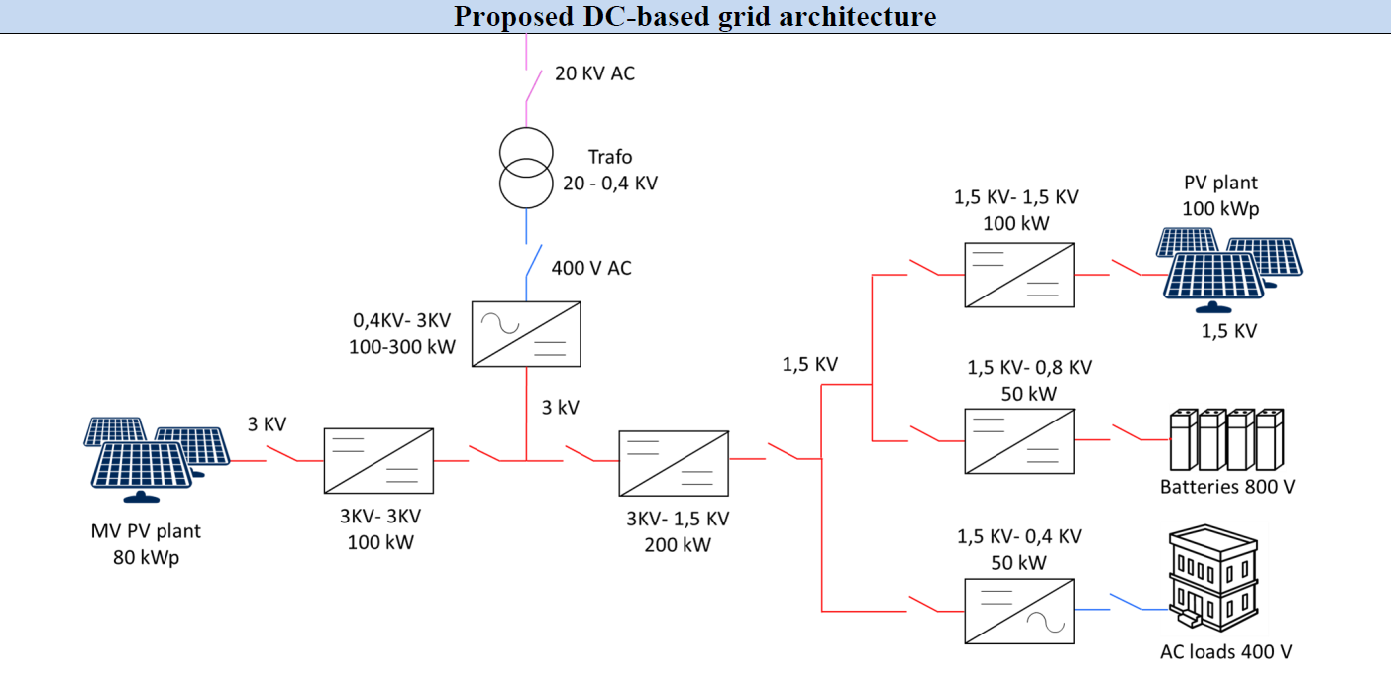 Proposed DC-based grid architecture
20 KV AC
Trafo
20 - 0,4 KV
400 V AC
0,4KV- 3KV
100-300 kW
3 kV
3 KV
MV PV plant
80 kWp
3KV- 3KV
100 kW
3KV- 1,5 KV
200 kW
1,5 KV
1,5 KV- 1,5 KV
100 kW
PV plant
100 kWp
1,5 KV
1,5 KV- 0,8 KV
50 kW
Batteries 800 V
1,5 KV- 0,4 KV
50 kW
AC loads 400 V